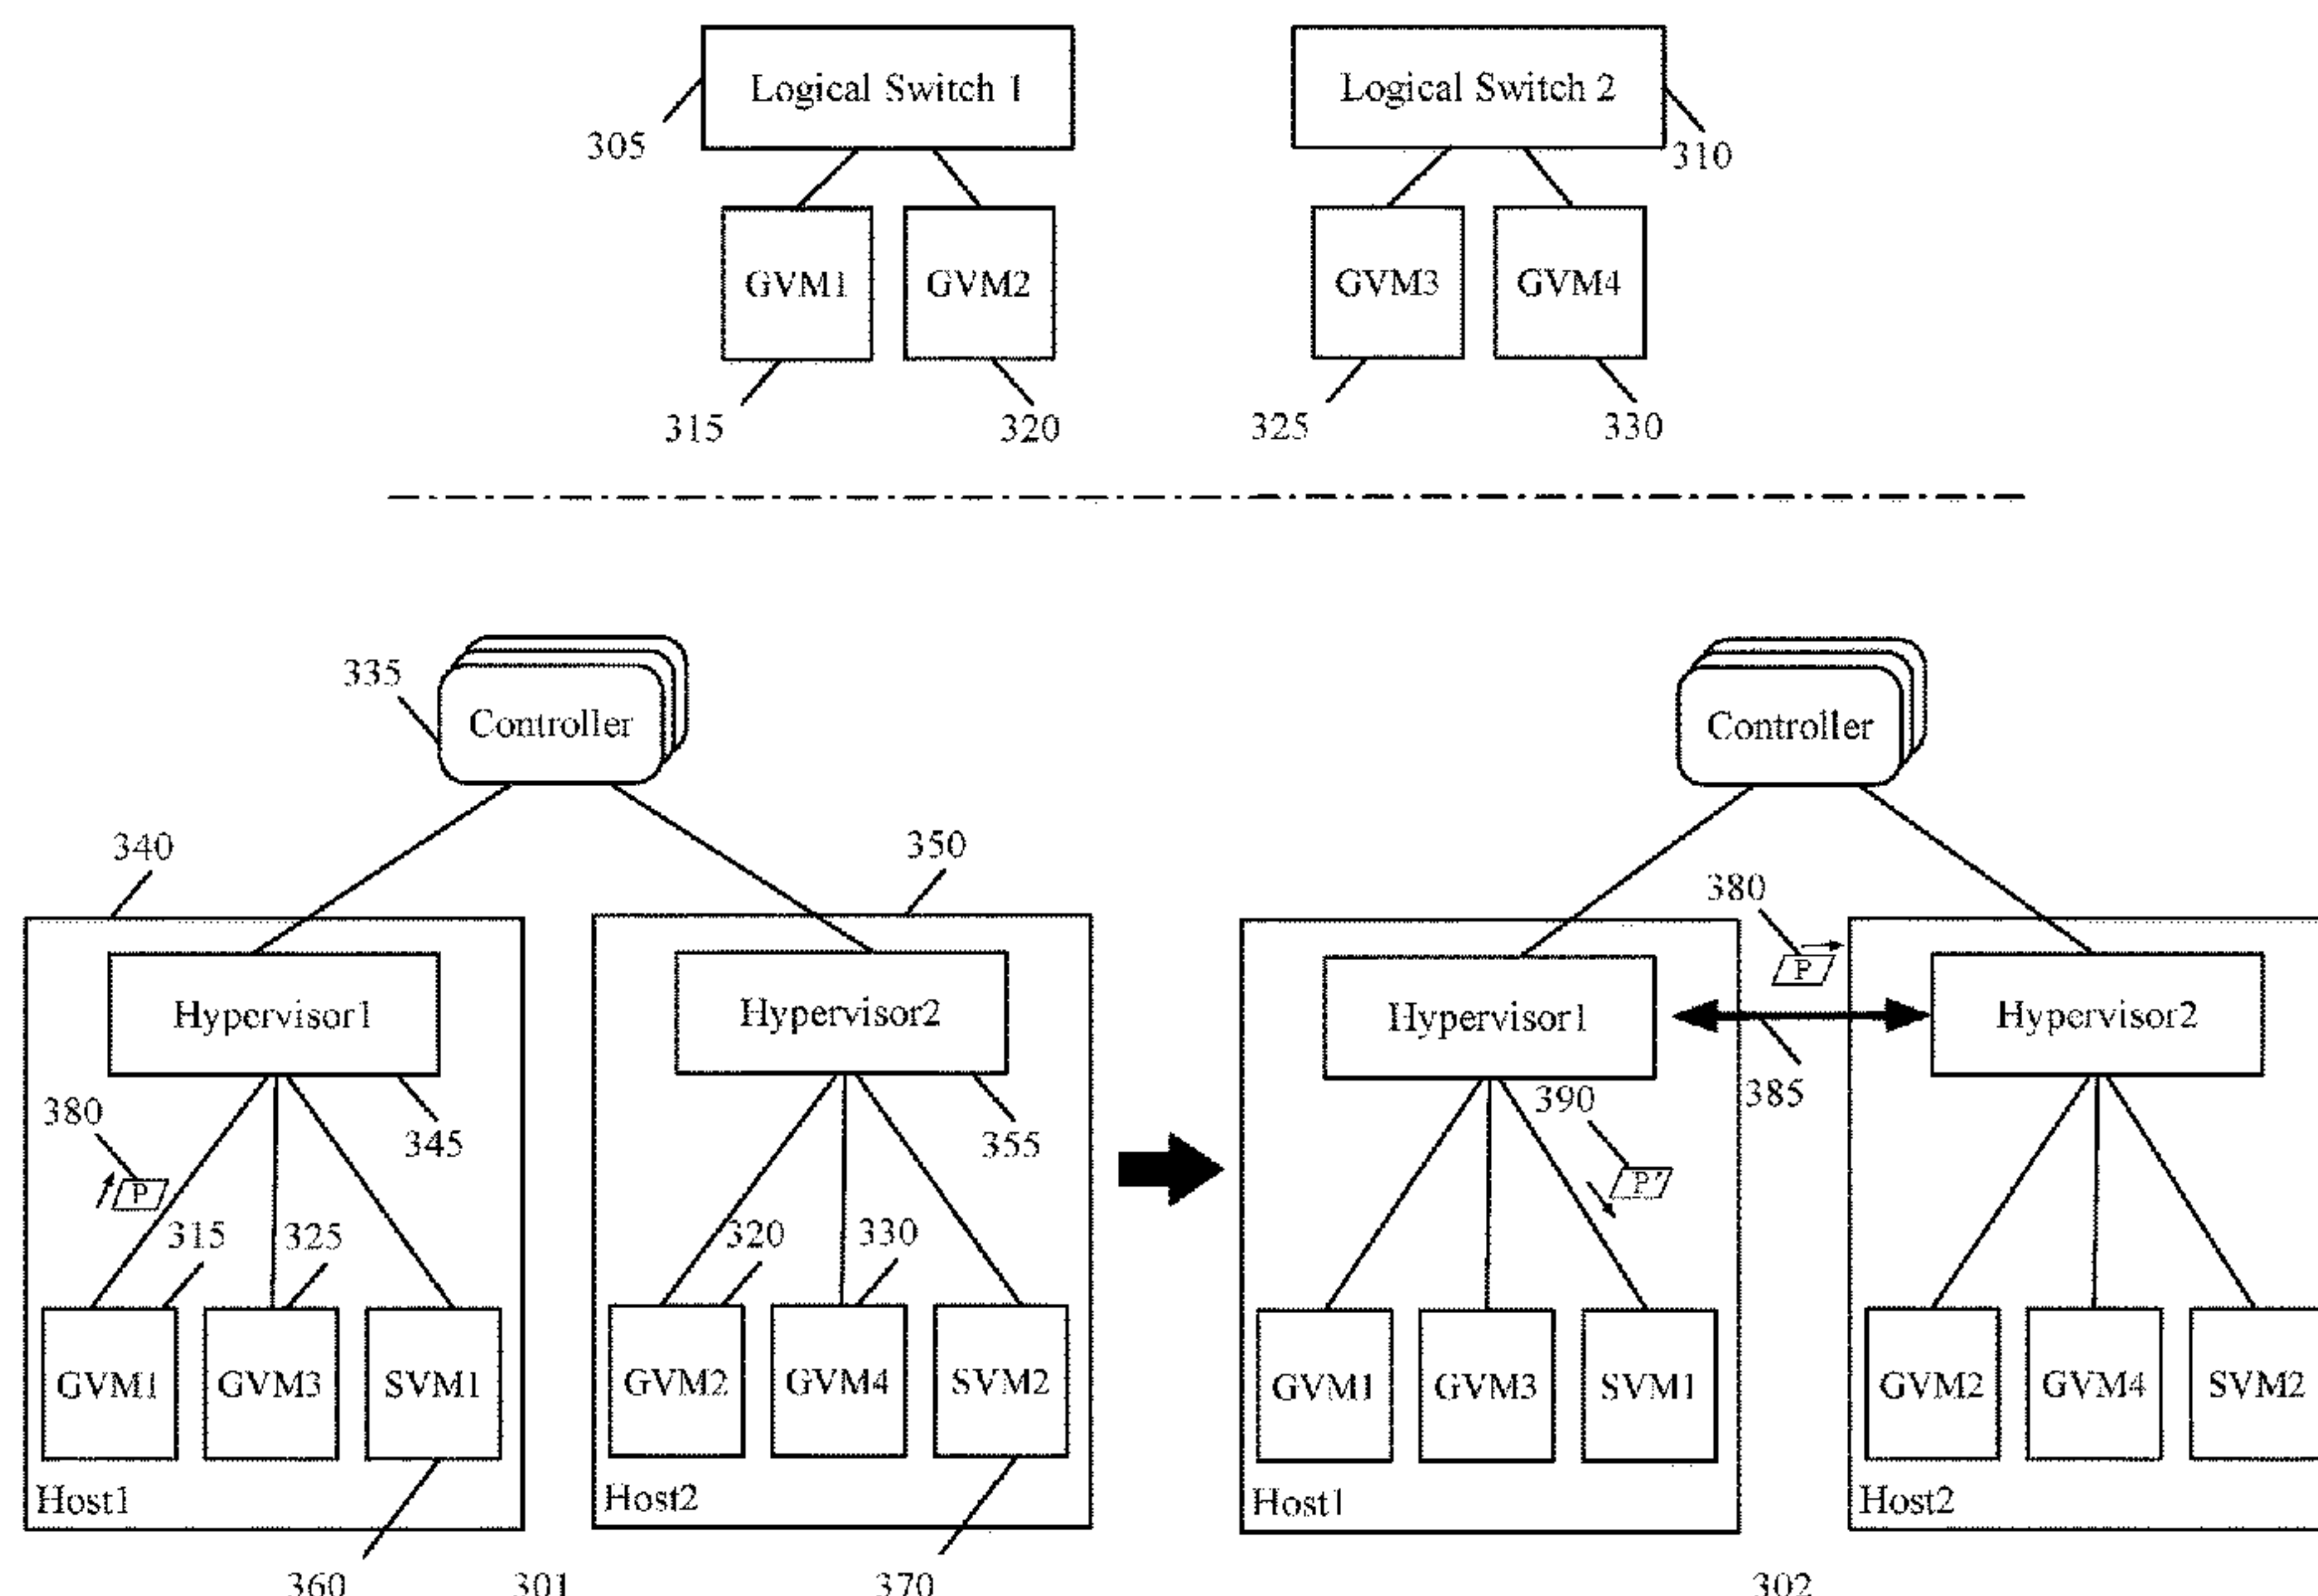 Logical Switch 1
Logical Switch 2
305
310
GVM1
GVM2
GVM3
GVM4
315
320
325
330
335
Controller
Controller
340
350
380
Hypervisor1
Hypervisor2
Hypervisor1
P
Hypervisor2
380
345
355
390
385
P
P'
315
325
320
330
GVM1
GVM3
SVM1
GVM2
GVM4
SVM2
GVM1
GVM3
SVM1
GVM2
GVM4
SVM2
Host1
Host2
Host1
Host2
360
301
370
302